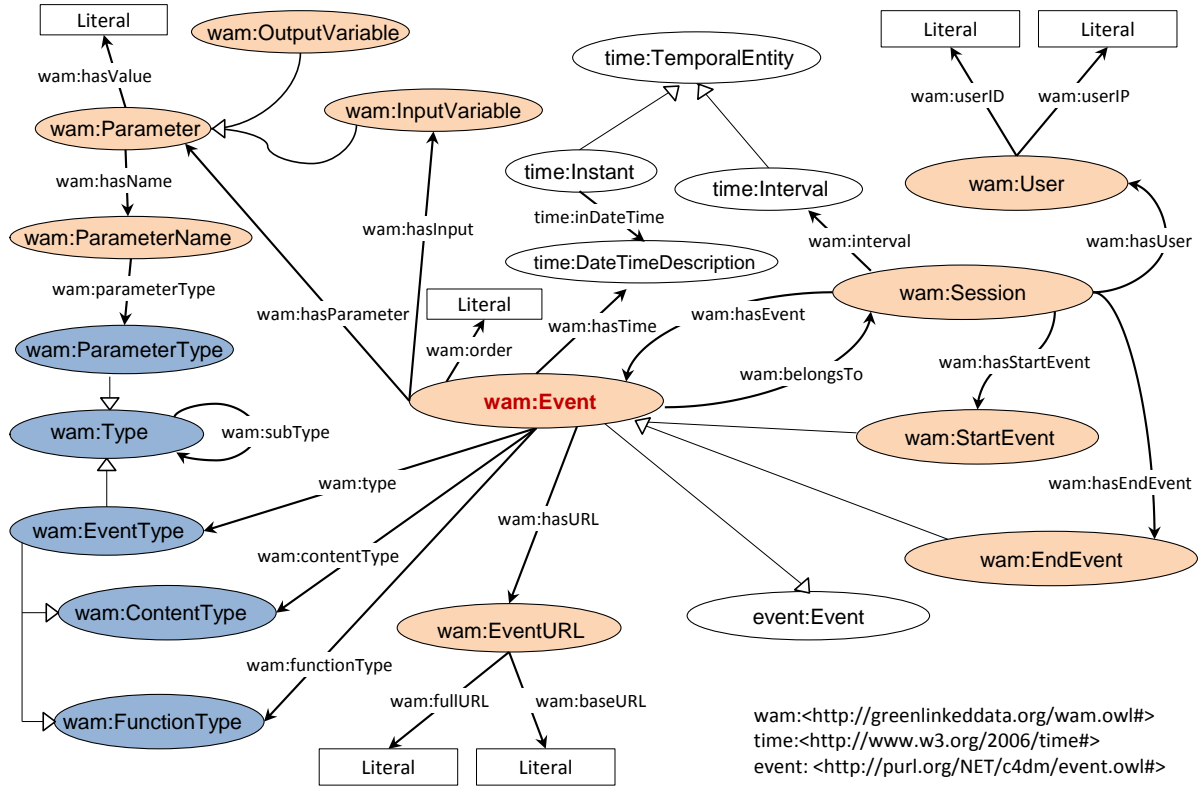 Literal
wam:OutputVariable
Literal
Literal
time:TemporalEntity
wam:hasValue
wam:userID
wam:userIP
wam:InputVariable
wam:Parameter
time:Instant
time:Interval
wam:User
wam:hasName
time:inDateTime
wam:hasInput
wam:ParameterName
wam:interval
wam:hasUser
time:DateTimeDescription
wam:parameterType
wam:Session
Literal
wam:hasParameter
wam:hasTime
wam:hasEvent
wam:ParameterType
wam:order
wam:hasStartEvent
wam:belongsTo
wam:Event
wam:Type
wam:subType
wam:StartEvent
wam:type
wam:hasEndEvent
wam:hasURL
wam:EventType
wam:contentType
wam:EndEvent
wam:ContentType
event:Event
wam:EventURL
wam:functionType
wam:fullURL
wam:baseURL
wam:FunctionType
wam:<http://greenlinkeddata.org/wam.owl#>
time:<http://www.w3.org/2006/time#>
event: <http://purl.org/NET/c4dm/event.owl#>
Literal
Literal